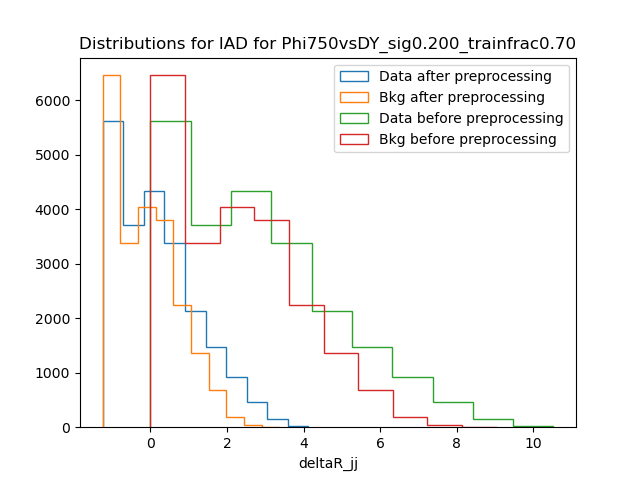 Distributions for IAD for Phi750vsDY_sig0.200_trainfrac0.70
Data after preprocessing
Bkg after preprocessing
Data before preprocessing
Bkg before preprocessing
6000
5000
4000
3000
2000
1000
0
0 2 4 6 8 10
deltaR_jj